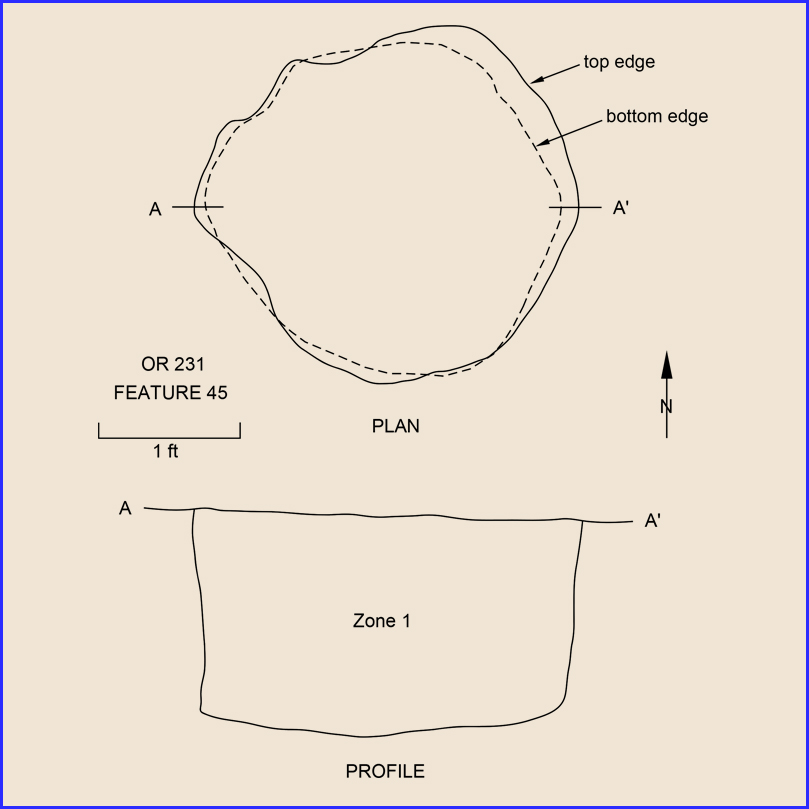 top edge
bottom edge
A
A'
OR 231
FEATURE 45
1 ft
PLAN
N
A
A'
Zone 1
PROFILE